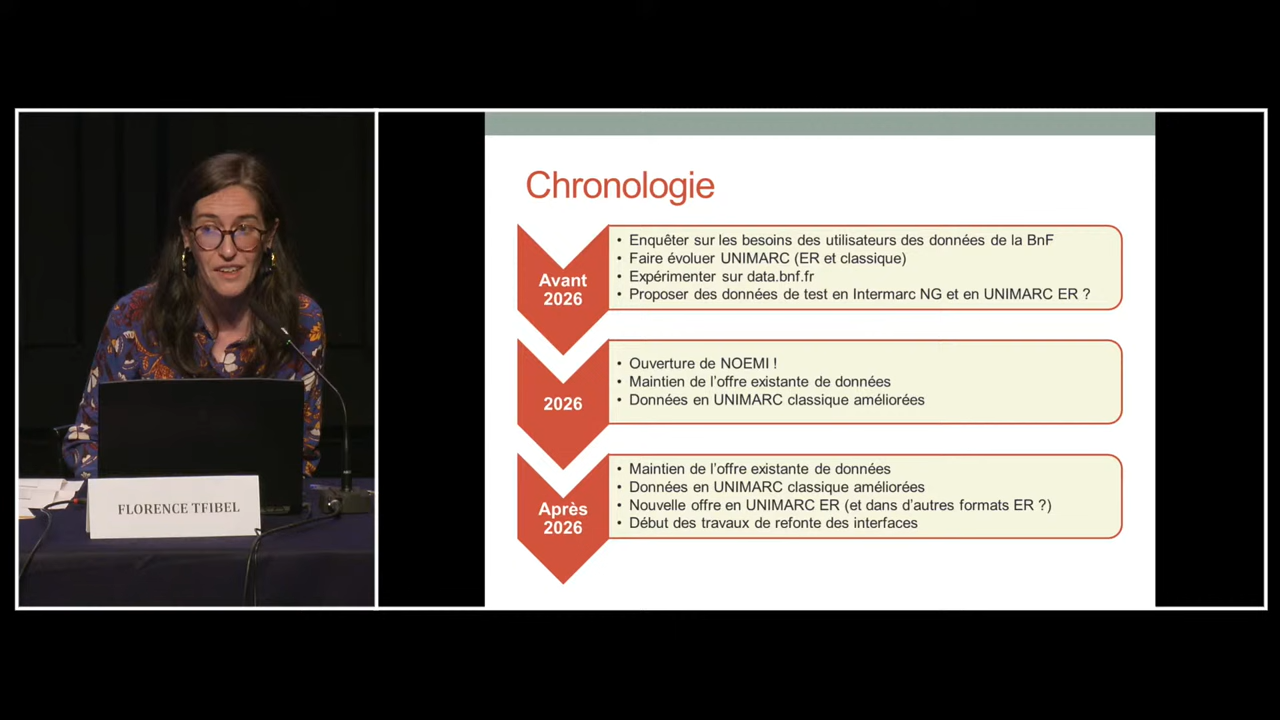 Chronologie
Avant
2026
• Enquêter sur les besoins des utilisateurs des données de la BnF
• Faire évoluer UNIMARC (ER et classique)
• Expérimenter sur data.bnf.fr
• Proposer des données de test en Intermarc NG et en UNIMARC ER ?
2026
• Ouverture de NOEMI !
• Maintien de l'offre existante de données
• Données en UNIMARC classique améliorées
Après
2026
• Maintien de l'offre existante de données
• Données en UNIMARC classique améliorées
• Nouvelle offre en UNIMARC ER (et dans d'autres formats ER ?)
• Début des travaux de refonte des interfaces
FLORENCE TFIBEL